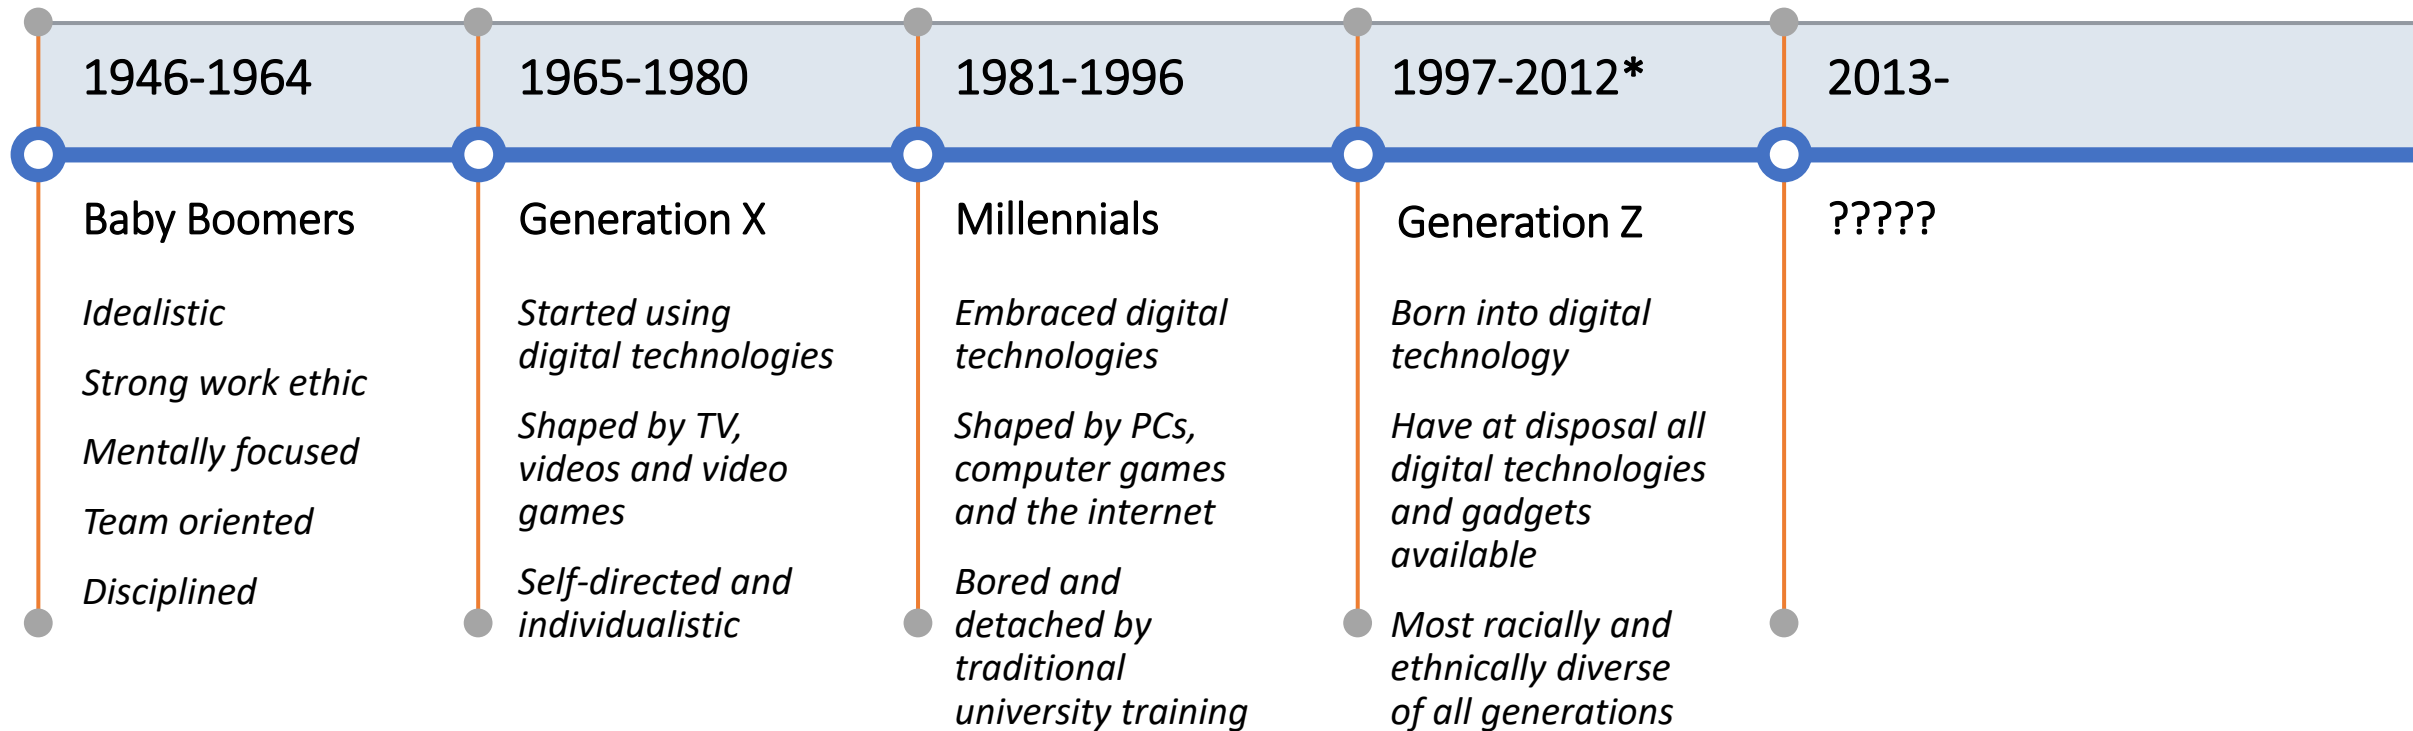 1946-1964
1965-1980
1981-1996
1997-2012*
2013-
Baby Boomers
Idealistic
Strong work ethic
Mentally focused
Team oriented
Disciplined
Generation X
Started using
digital technologies
Shaped by TV,
videos and video
games
Self-directed and
individualistic
Millennials
Embraced digital
technologies
Shaped by PCs,
computer games
and the internet
Bored and
detached by
traditional
university training
Generation Z
Born into digital
technology
Have at disposal all
digital technologies
and gadgets
available
Most racially and
ethnically diverse
of all generations
?????